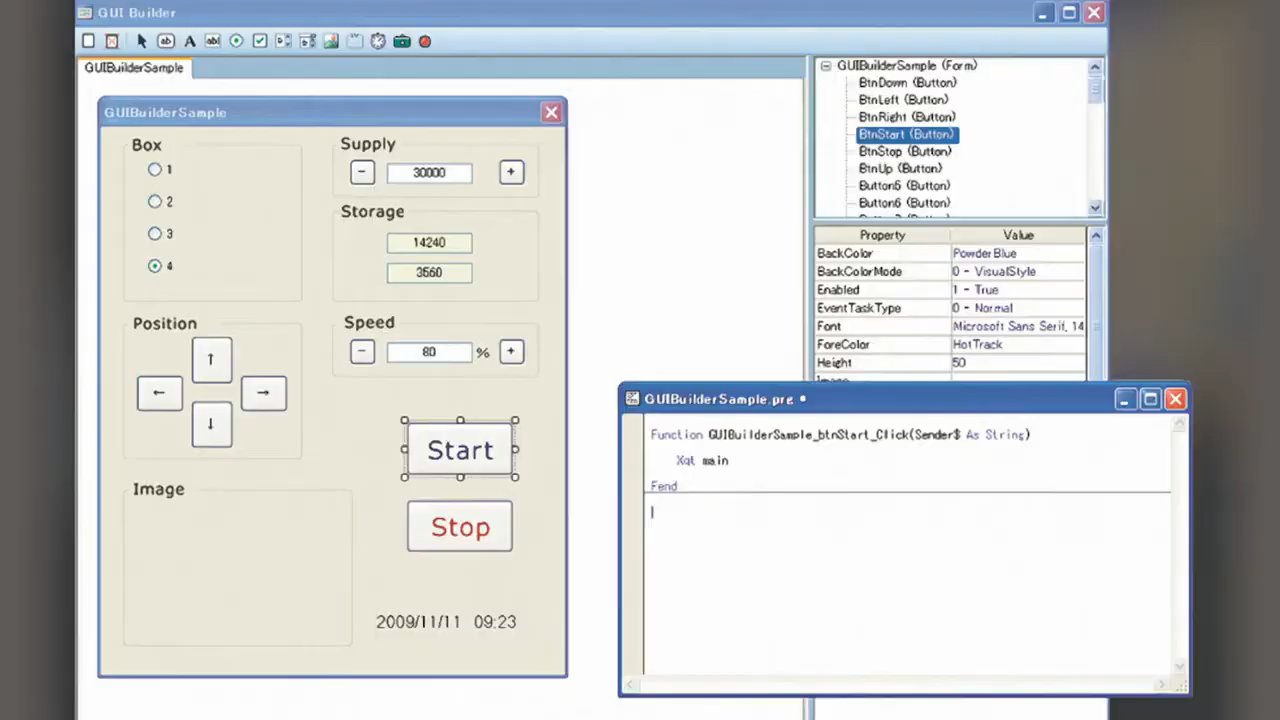 GUI Builder
GUIBuilderSample
GUIBuilderSample
Box
1
2
3
4
Supply
−
30000
+
Storage
14240
3560
Position
↑
←
→
↓
Speed
−
80
%
+
Start
Stop
Image
2009/11/11 09:23
GUIBuilderSample (Form)
BtnDown (Button)
BtnLeft (Button)
BtnRight (Button)
BtnStart (Button)
BtnStop (Button)
BtnUp (Button)
Button5 (Button)
Button6 (Button)
Property Value
BackColor PowderBlue
BackColorMode 0 - VisualStyle
Enabled 1 - True
EventTaskType 0 - Normal
Font Microsoft Sans Serif, 14
ForeColor HotTrack
Height 50
GUIBuilderSample.prg •
Function GUIBuilderSample_btnStart_Click(Sender$ As String)
Xqt main
Fend